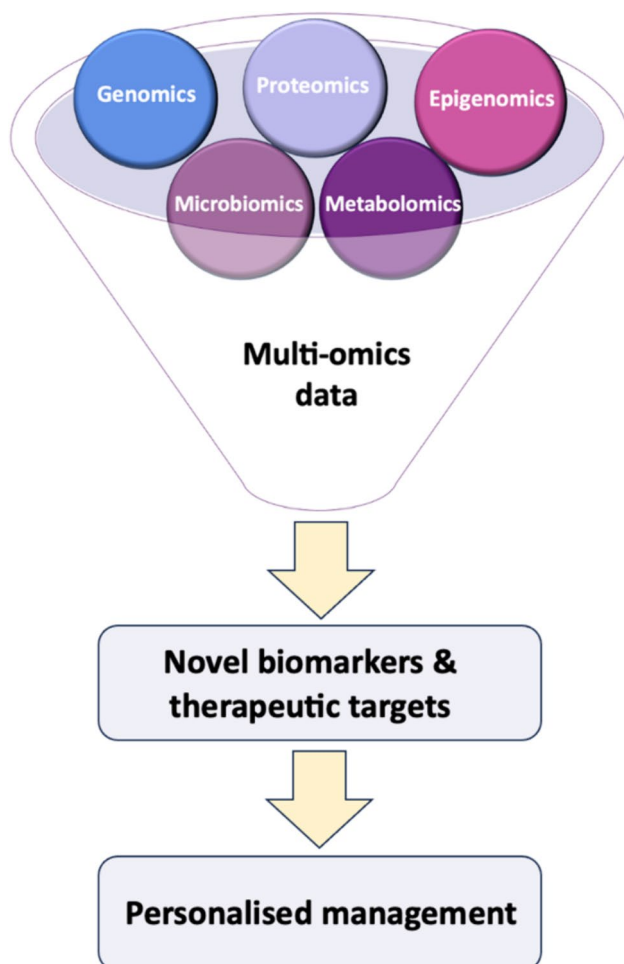 Genomics
Proteomics
Epigenomics
Microbiomics
Metabolomics
Multi-omics
data
Novel biomarkers &
therapeutic targets
Personalised management